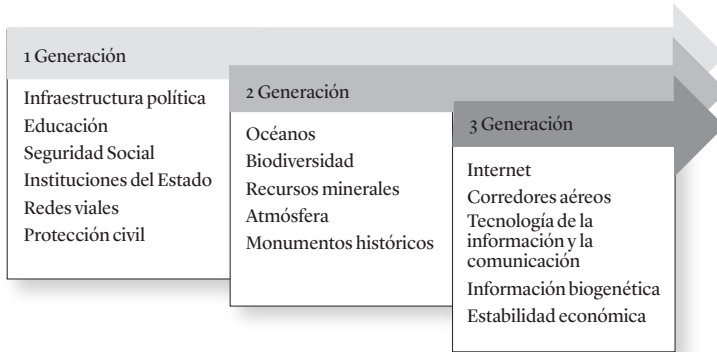 1 Generación
Infraestructura política
Educación
Seguridad Social
Instituciones del Estado
Redes viales
Protección civil
2 Generación
Océanos
Biodiversidad
Recursos minerales
Atmósfera
Monumentos históricos
3 Generación
Internet
Corredores aéreos
Tecnología de la
información y la
comunicación
Información biogenética
Estabilidad económica